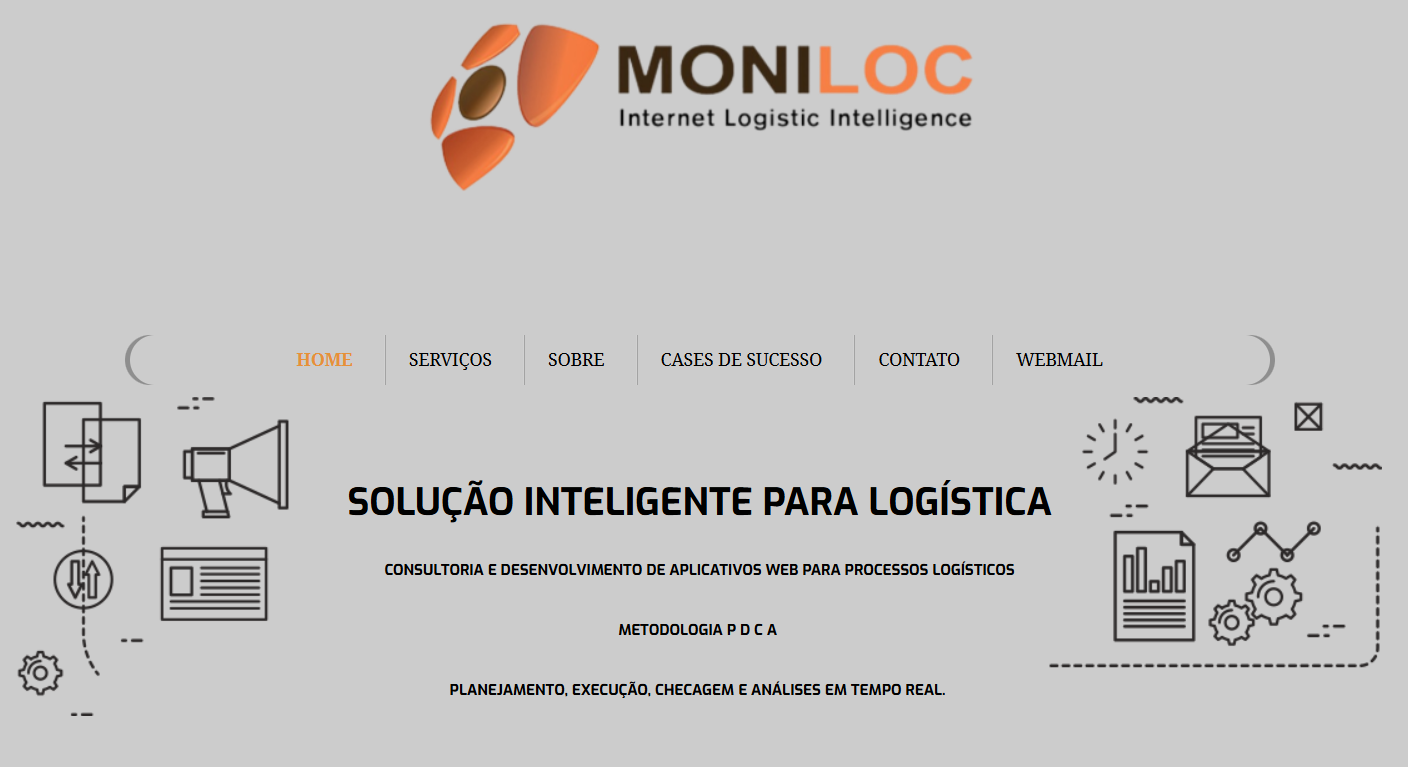 MONILOC
Internet Logistic Intelligence
HOME
SERVIÇOS
SOBRE
CASES DE SUCESSO
CONTATO
WEBMAIL
SOLUÇÃO INTELIGENTE PARA LOGÍSTICA
CONSULTORIA E DESENVOLVIMENTO DE APLICATIVOS WEB PARA PROCESSOS LOGÍSTICOS
METODOLOGIA P D C A
PLANEJAMENTO, EXECUÇÃO, CHECAGEM E ANÁLISES EM TEMPO REAL.